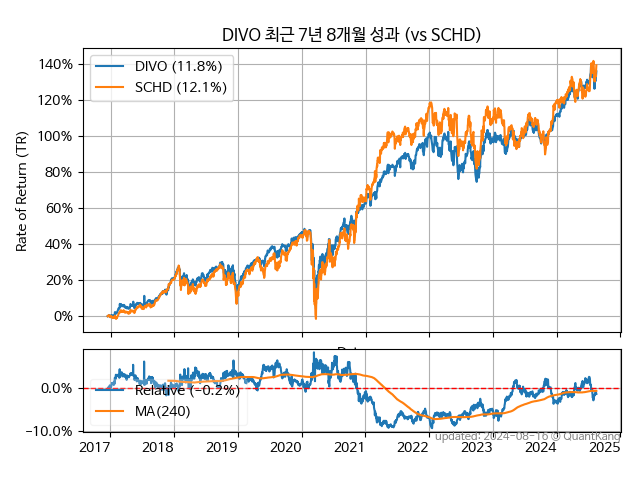 DIVO 최근 7년 8개월 성과 (vs SCHD)
140%
120%
100%
80%
60%
40%
20%
0%
Rate of Return (TR)
DIVO (11.8%)
SCHD (12.1%)
0.0%
-10.0%
Relative (-0.2%)
MA(240)
2017 2018 2019 2020 2021 2022 2023 2024 2025
updated: 2024-08-16 © QuantKang